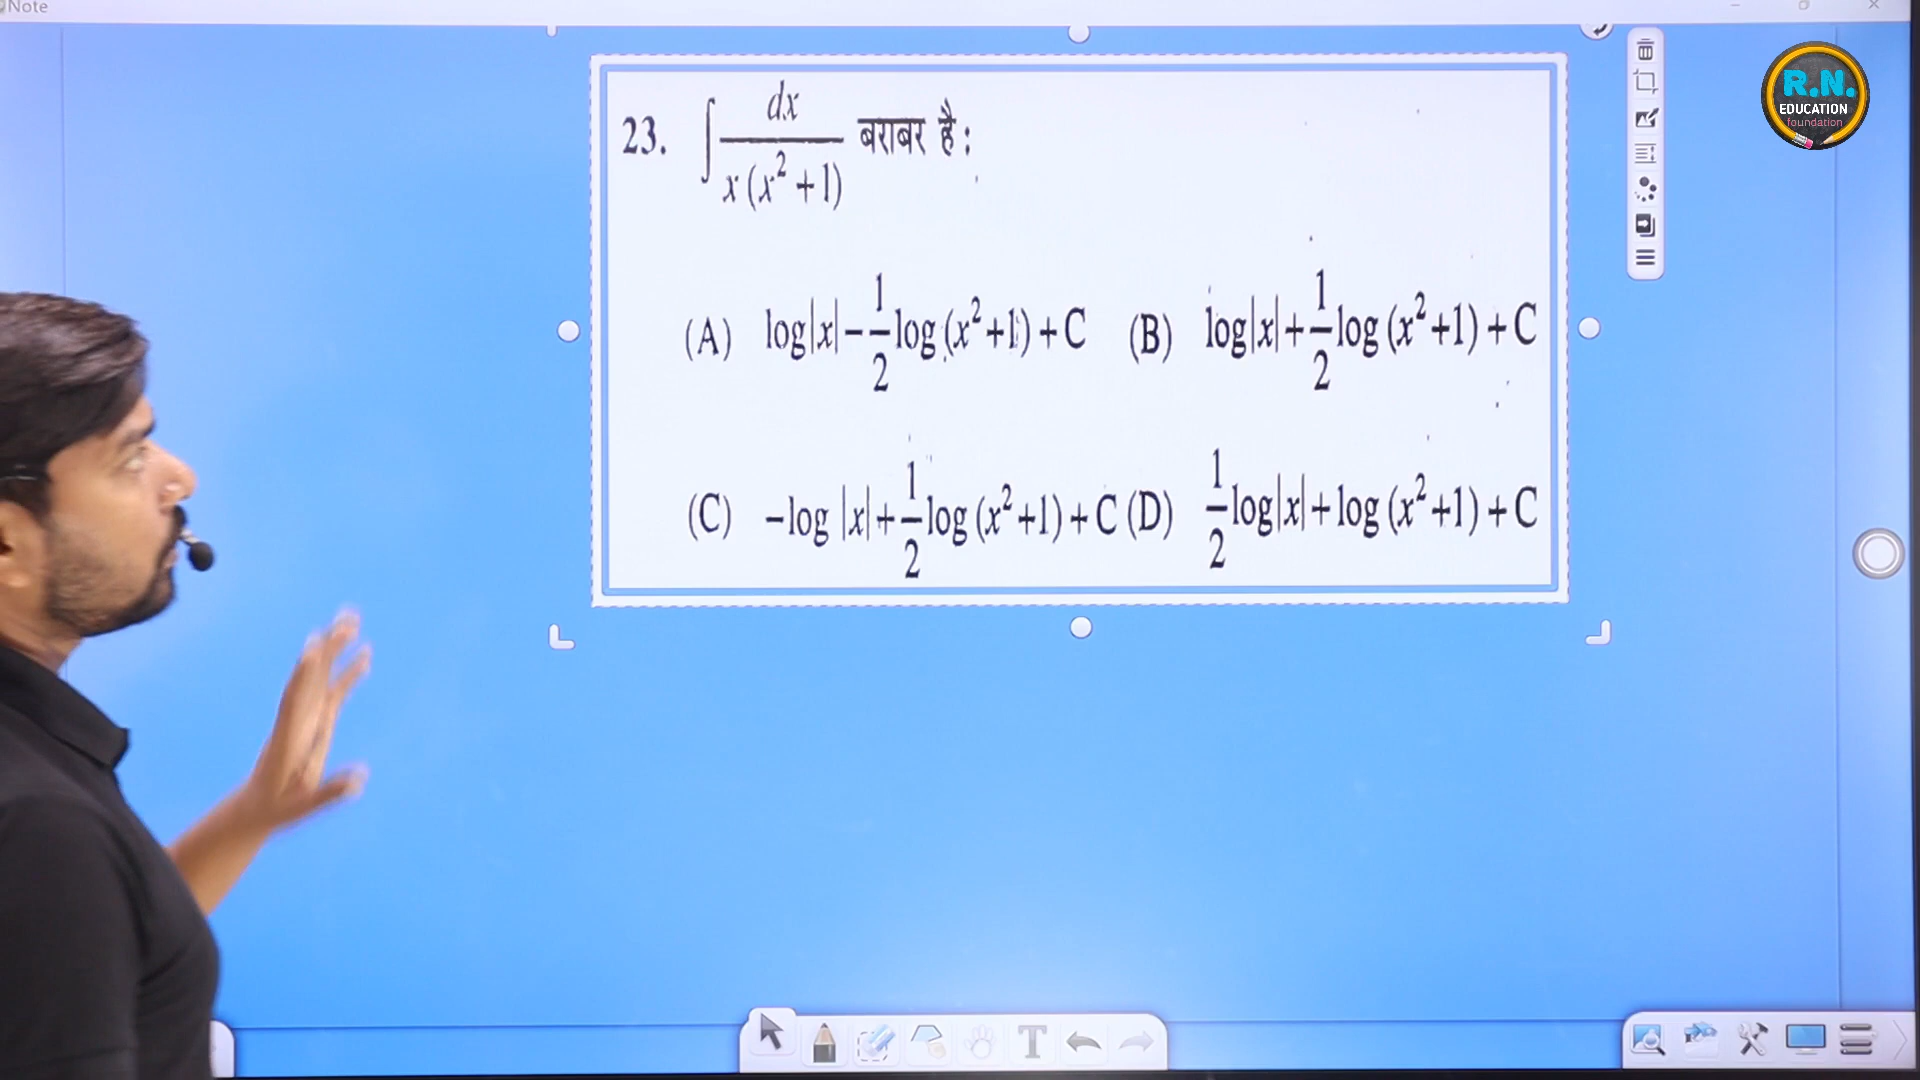 Note
R.N.
EDUCATION
foundation
23. ∫ dx / x(x²+1) बराबर है :
(A) log|x| − 1/2 log(x²+1) + C (B) log|x| + 1/2 log(x²+1) + C
(C) −log |x| + 1/2 log(x²+1) + C (D) 1/2 log|x| + log(x²+1) + C
T